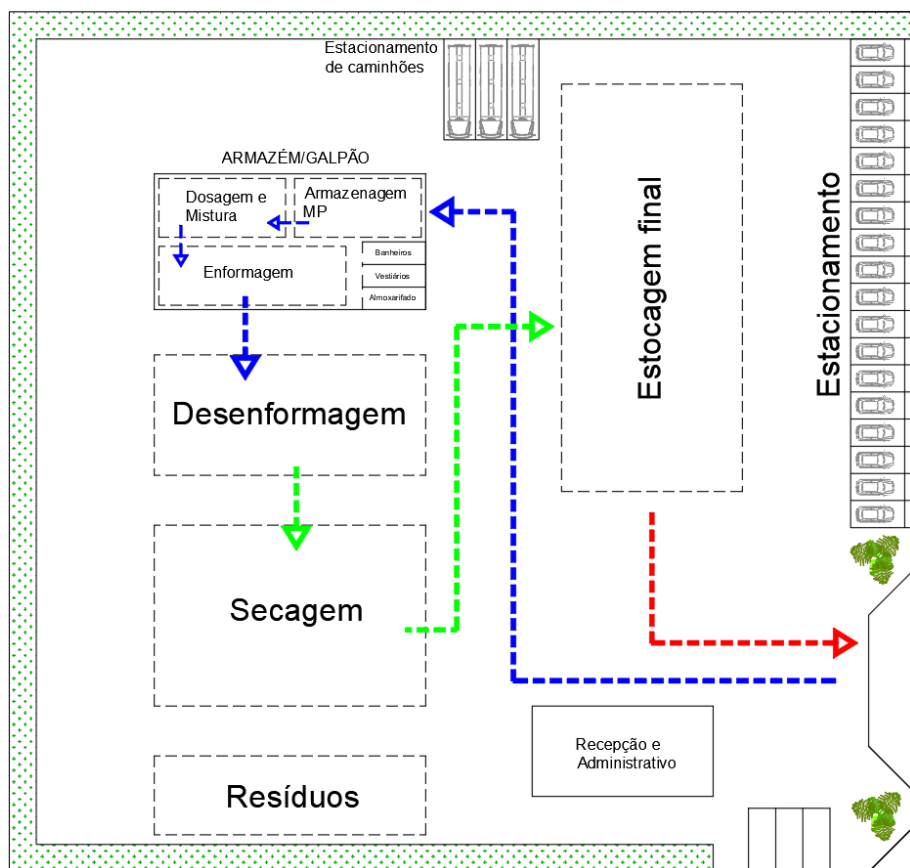 Estacionamento
de caminhões
ARMAZÉM/GALPÃO
Dosagem e
Mistura
Armazenagem
MP
Enformagem
Banheiros
Vestiários
Almoxarifado
Desenformagem
Secagem
Resíduos
Estocagem final
Estacionamento
Recepção e
Administrativo